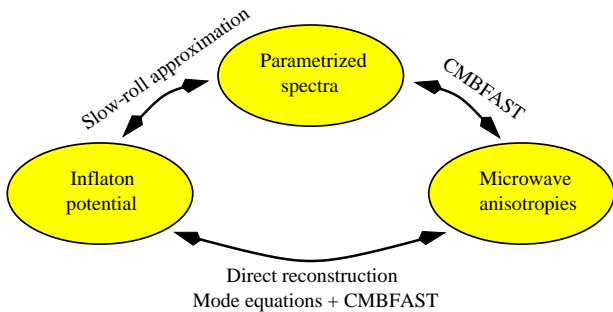 Slow-roll approximation
Parametrized
spectra
CMBFAST
Inflaton
potential
Microwave
anisotropies
Direct reconstruction
Mode equations + CMBFAST